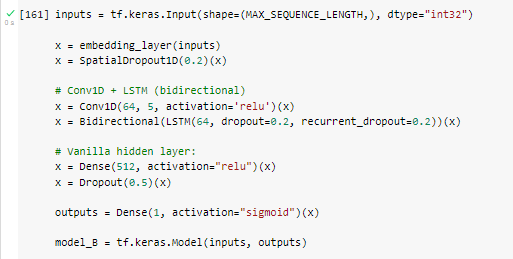 [161] inputs = tf.keras.Input(shape=(MAX_SEQUENCE_LENGTH,), dtype="int32")
0 s
x = embedding_layer(inputs)
x = SpatialDropout1D(0.2)(x)
# Conv1D + LSTM (bidirectional)
x = Conv1D(64, 5, activation='relu')(x)
x = Bidirectional(LSTM(64, dropout=0.2, recurrent_dropout=0.2))(x)
# Vanilla hidden layer:
x = Dense(512, activation="relu")(x)
x = Dropout(0.5)(x)
outputs = Dense(1, activation="sigmoid")(x)
model_B = tf.keras.Model(inputs, outputs)